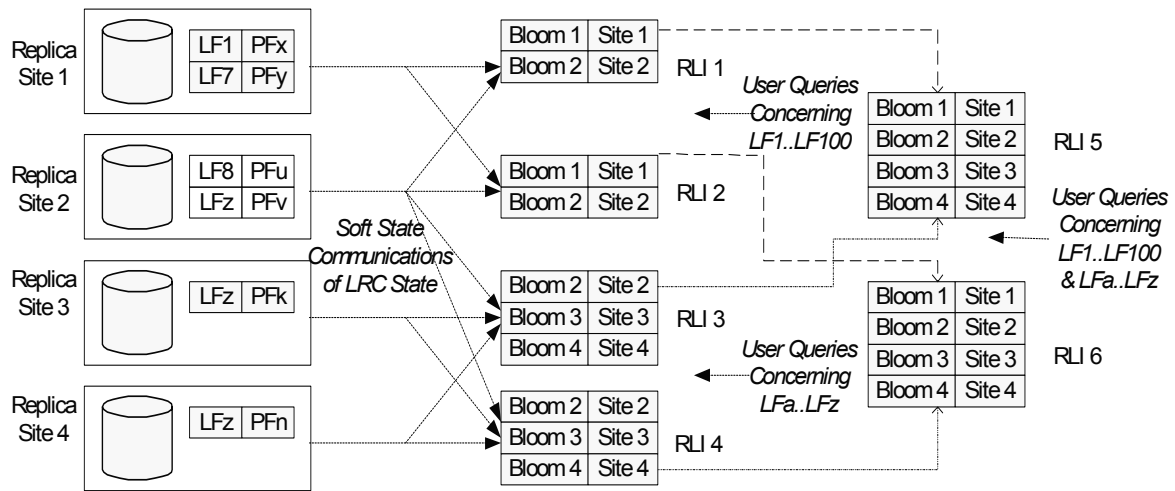 Replica
Site 1
LF1 PFx
LF7 PFy
Replica
Site 2
LF8 PFu
LFz PFv
Replica
Site 3
LFz PFk
Replica
Site 4
LFz PFn
Soft State
Communications
of LRC State
Bloom 1 Site 1
Bloom 2 Site 2
RLI 1
Bloom 1 Site 1
Bloom 2 Site 2
RLI 2
Bloom 2 Site 2
Bloom 3 Site 3
Bloom 4 Site 4
RLI 3
Bloom 2 Site 2
Bloom 3 Site 3
Bloom 4 Site 4
RLI 4
User Queries
Concerning
LF1..LF100
User Queries
Concerning
LFa..LFz
Bloom 1 Site 1
Bloom 2 Site 2
Bloom 3 Site 3
Bloom 4 Site 4
RLI 5
User Queries
Concerning
LF1..LF100
& LFa..LFz
Bloom 1 Site 1
Bloom 2 Site 2
Bloom 3 Site 3
Bloom 4 Site 4
RLI 6